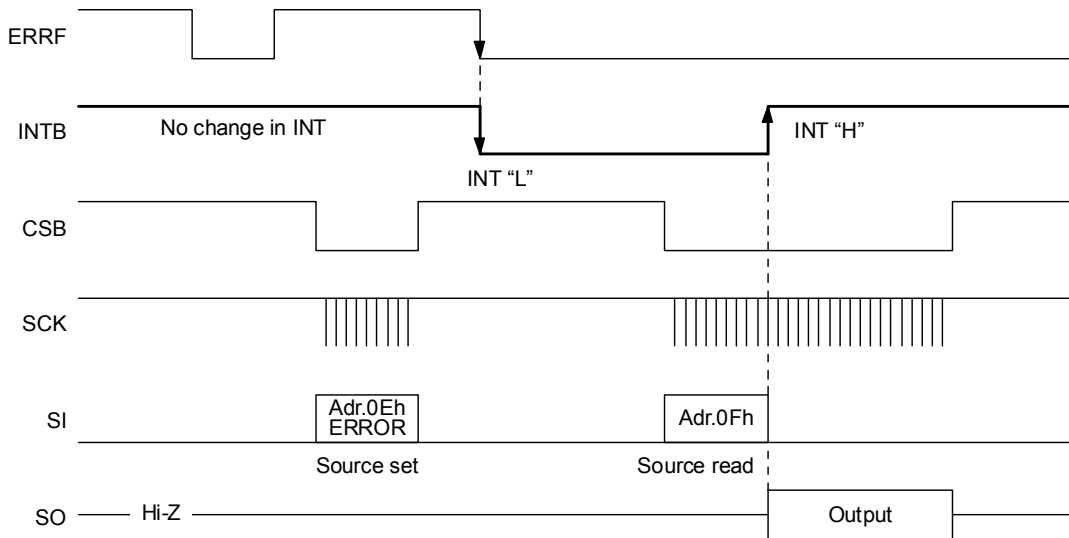 ERRF
INTB
No change in INT
INT “H”
INT “L”
CSB
SCK
SI
Adr.0Eh
ERROR
Adr.0Fh
Source set
Source read
SO
Hi-Z
Output